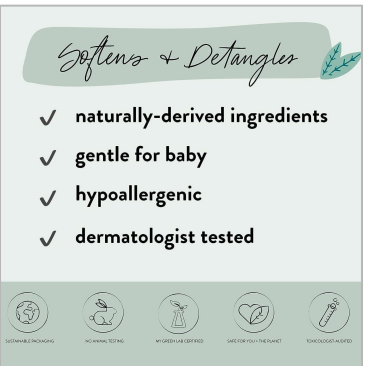 Softens + Detangles
naturally-derived ingredients
gentle for baby
hypoallergenic
dermatologist tested
SUSTAINABLE PACKAGING
NO ANIMAL TESTING
MY GREEN LAB CERTIFIED
SAFE FOR YOU + THE PLANET
TOXICOLOGIST-AUDITED